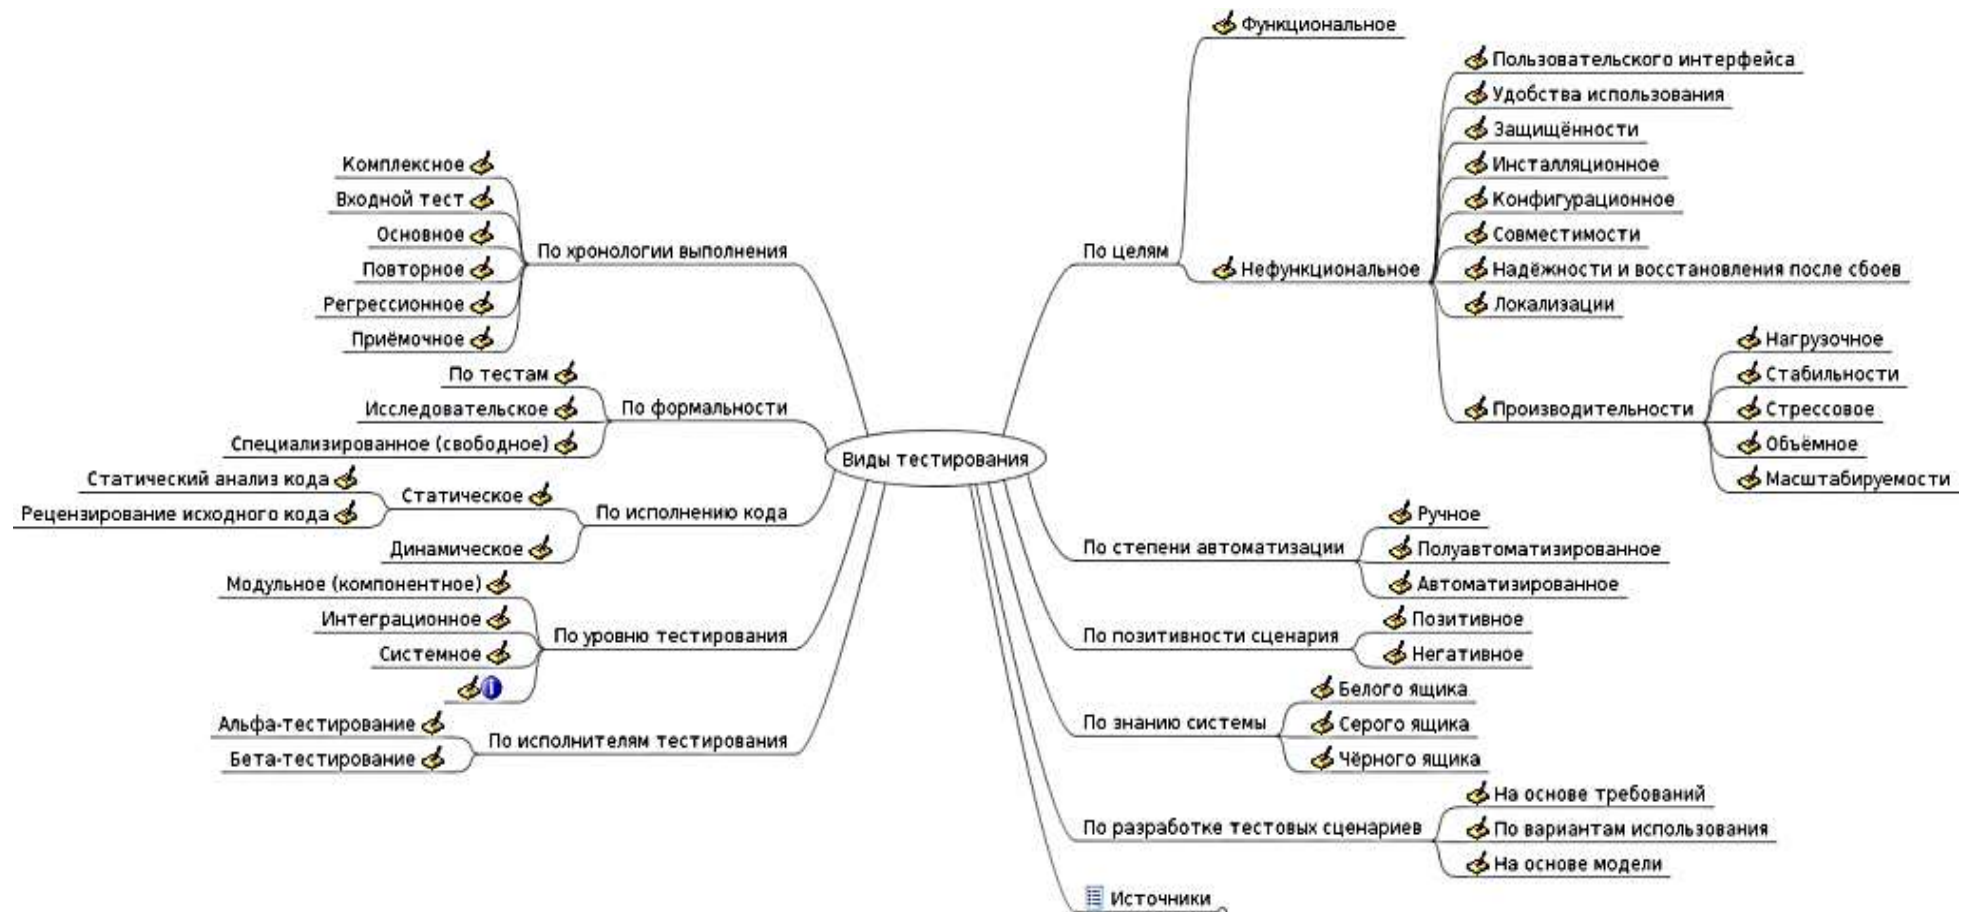 Виды тестирования
По хронологии выполнения
Комплексное
Входной тест
Основное
Повторное
Регрессионное
Приёмочное
По формальности
По тестам
Исследовательское
Специализированное (свободное)
По исполнению кода
Статическое
Статический анализ кода
Рецензирование исходного кода
Динамическое
По уровню тестирования
Модульное (компонентное)
Интеграционное
Системное
По исполнителям тестирования
Альфа-тестирование
Бета-тестирование
По целям
Функциональное
Нефункциональное
Пользовательского интерфейса
Удобства использования
Защищённости
Инсталляционное
Конфигурационное
Совместимости
Надёжности и восстановления после сбоев
Локализации
Производительности
Нагрузочное
Стабильности
Стрессовое
Объёмное
Масштабируемости
По степени автоматизации
Ручное
Полуавтоматизированное
Автоматизированное
По позитивности сценария
Позитивное
Негативное
По знанию системы
Белого ящика
Серого ящика
Чёрного ящика
По разработке тестовых сценариев
На основе требований
По вариантам использования
На основе модели
Источники